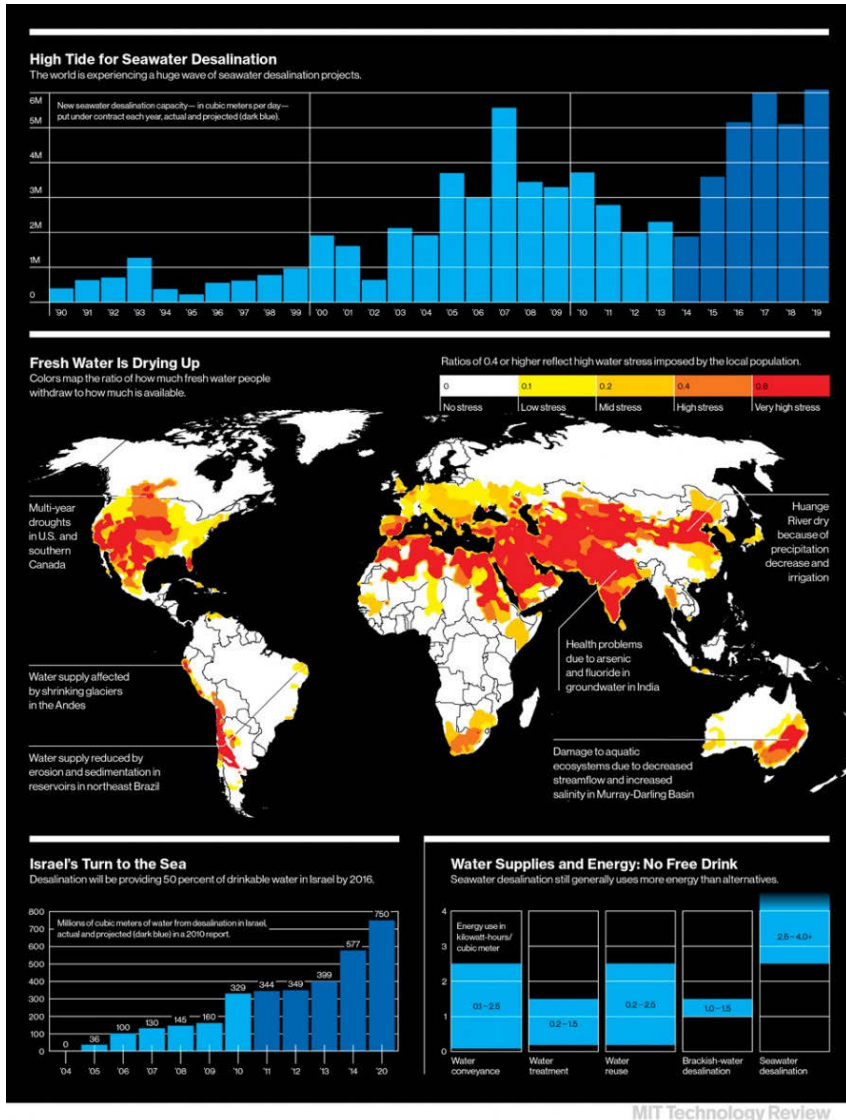 High Tide for Seawater Desalination
The world is experiencing a huge wave of seawater desalination projects.
6M
New seawater desalination capacity — in cubic meters per day—
put under contract each year, actual and projected (dark blue).
5M
4M
3M
2M
1M
0
'90 '91 '92 '93 '94 '95 '96 '97 '98 '99 '00 '01 '02 '03 '04 '05 '06 '07 '08 '09 '10 '11 '12 '13 '14 '15 '16 '17 '18 '19
Fresh Water Is Drying Up
Colors map the ratio of how much fresh water people
withdraw to how much is available.
Ratios of 0.4 or higher reflect high water stress imposed by the local population.
0 0.1 0.2 0.4 0.8
No stress Low stress Mid stress High stress Very high stress
Multi-year
droughts
in U.S. and
southern
Canada
Huange
River dry
because of
precipitation
decrease and
irrigation
Health problems
due to arsenic
and fluoride in
groundwater in India
Water supply affected
by shrinking glaciers
in the Andes
Water supply reduced by
erosion and sedimentation in
reservoirs in northeast Brazil
Damage to aquatic
ecosystems due to decreased
streamflow and increased
salinity in Murray-Darling Basin
Israel's Turn to the Sea
Desalination will be providing 50 percent of drinkable water in Israel by 2016.
800
700
600
500
400
300
200
100
0
Millions of cubic meters of water from desalination in Israel,
actual and projected (dark blue) in a 2010 report.
0 36 100 130 145 160 329 344 349 399 577 750
'04 '05 '06 '07 '08 '09 '10 '11 '12 '13 '14 '20
Water Supplies and Energy: No Free Drink
Seawater desalination still generally uses more energy than alternatives.
4
3
2
1
0
Energy use in
kilowatt-hours/
cubic meter
0.1–2.5 0.2–1.5 0.2–2.5 1.0–1.5 2.5–4.0+
Water
conveyance
Water
treatment
Water
reuse
Brackish-water
desalination
Seawater
desalination
MIT Technology Review